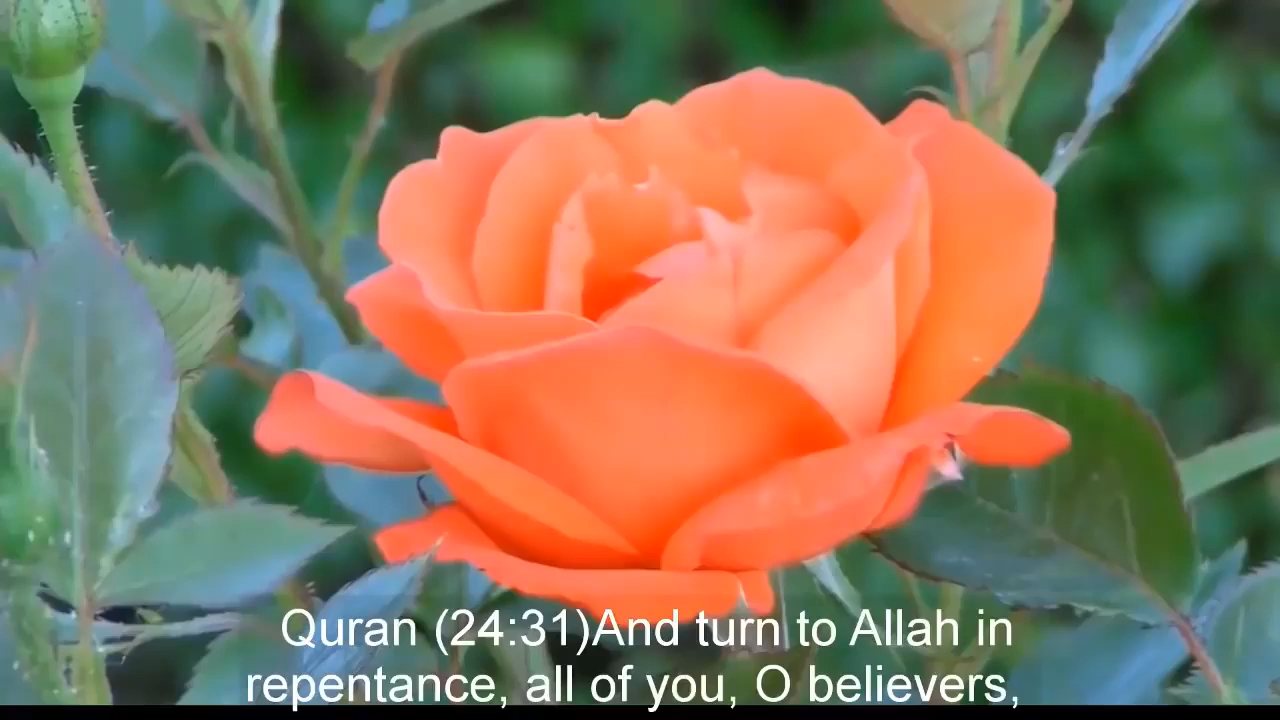 Quran (24:31)And turn to Allah in
repentance, all of you, O believers,